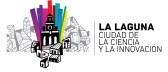 LA LAGUNA
CIUDAD DE
LA CIENCIA
Y LA INNOVACIÓN